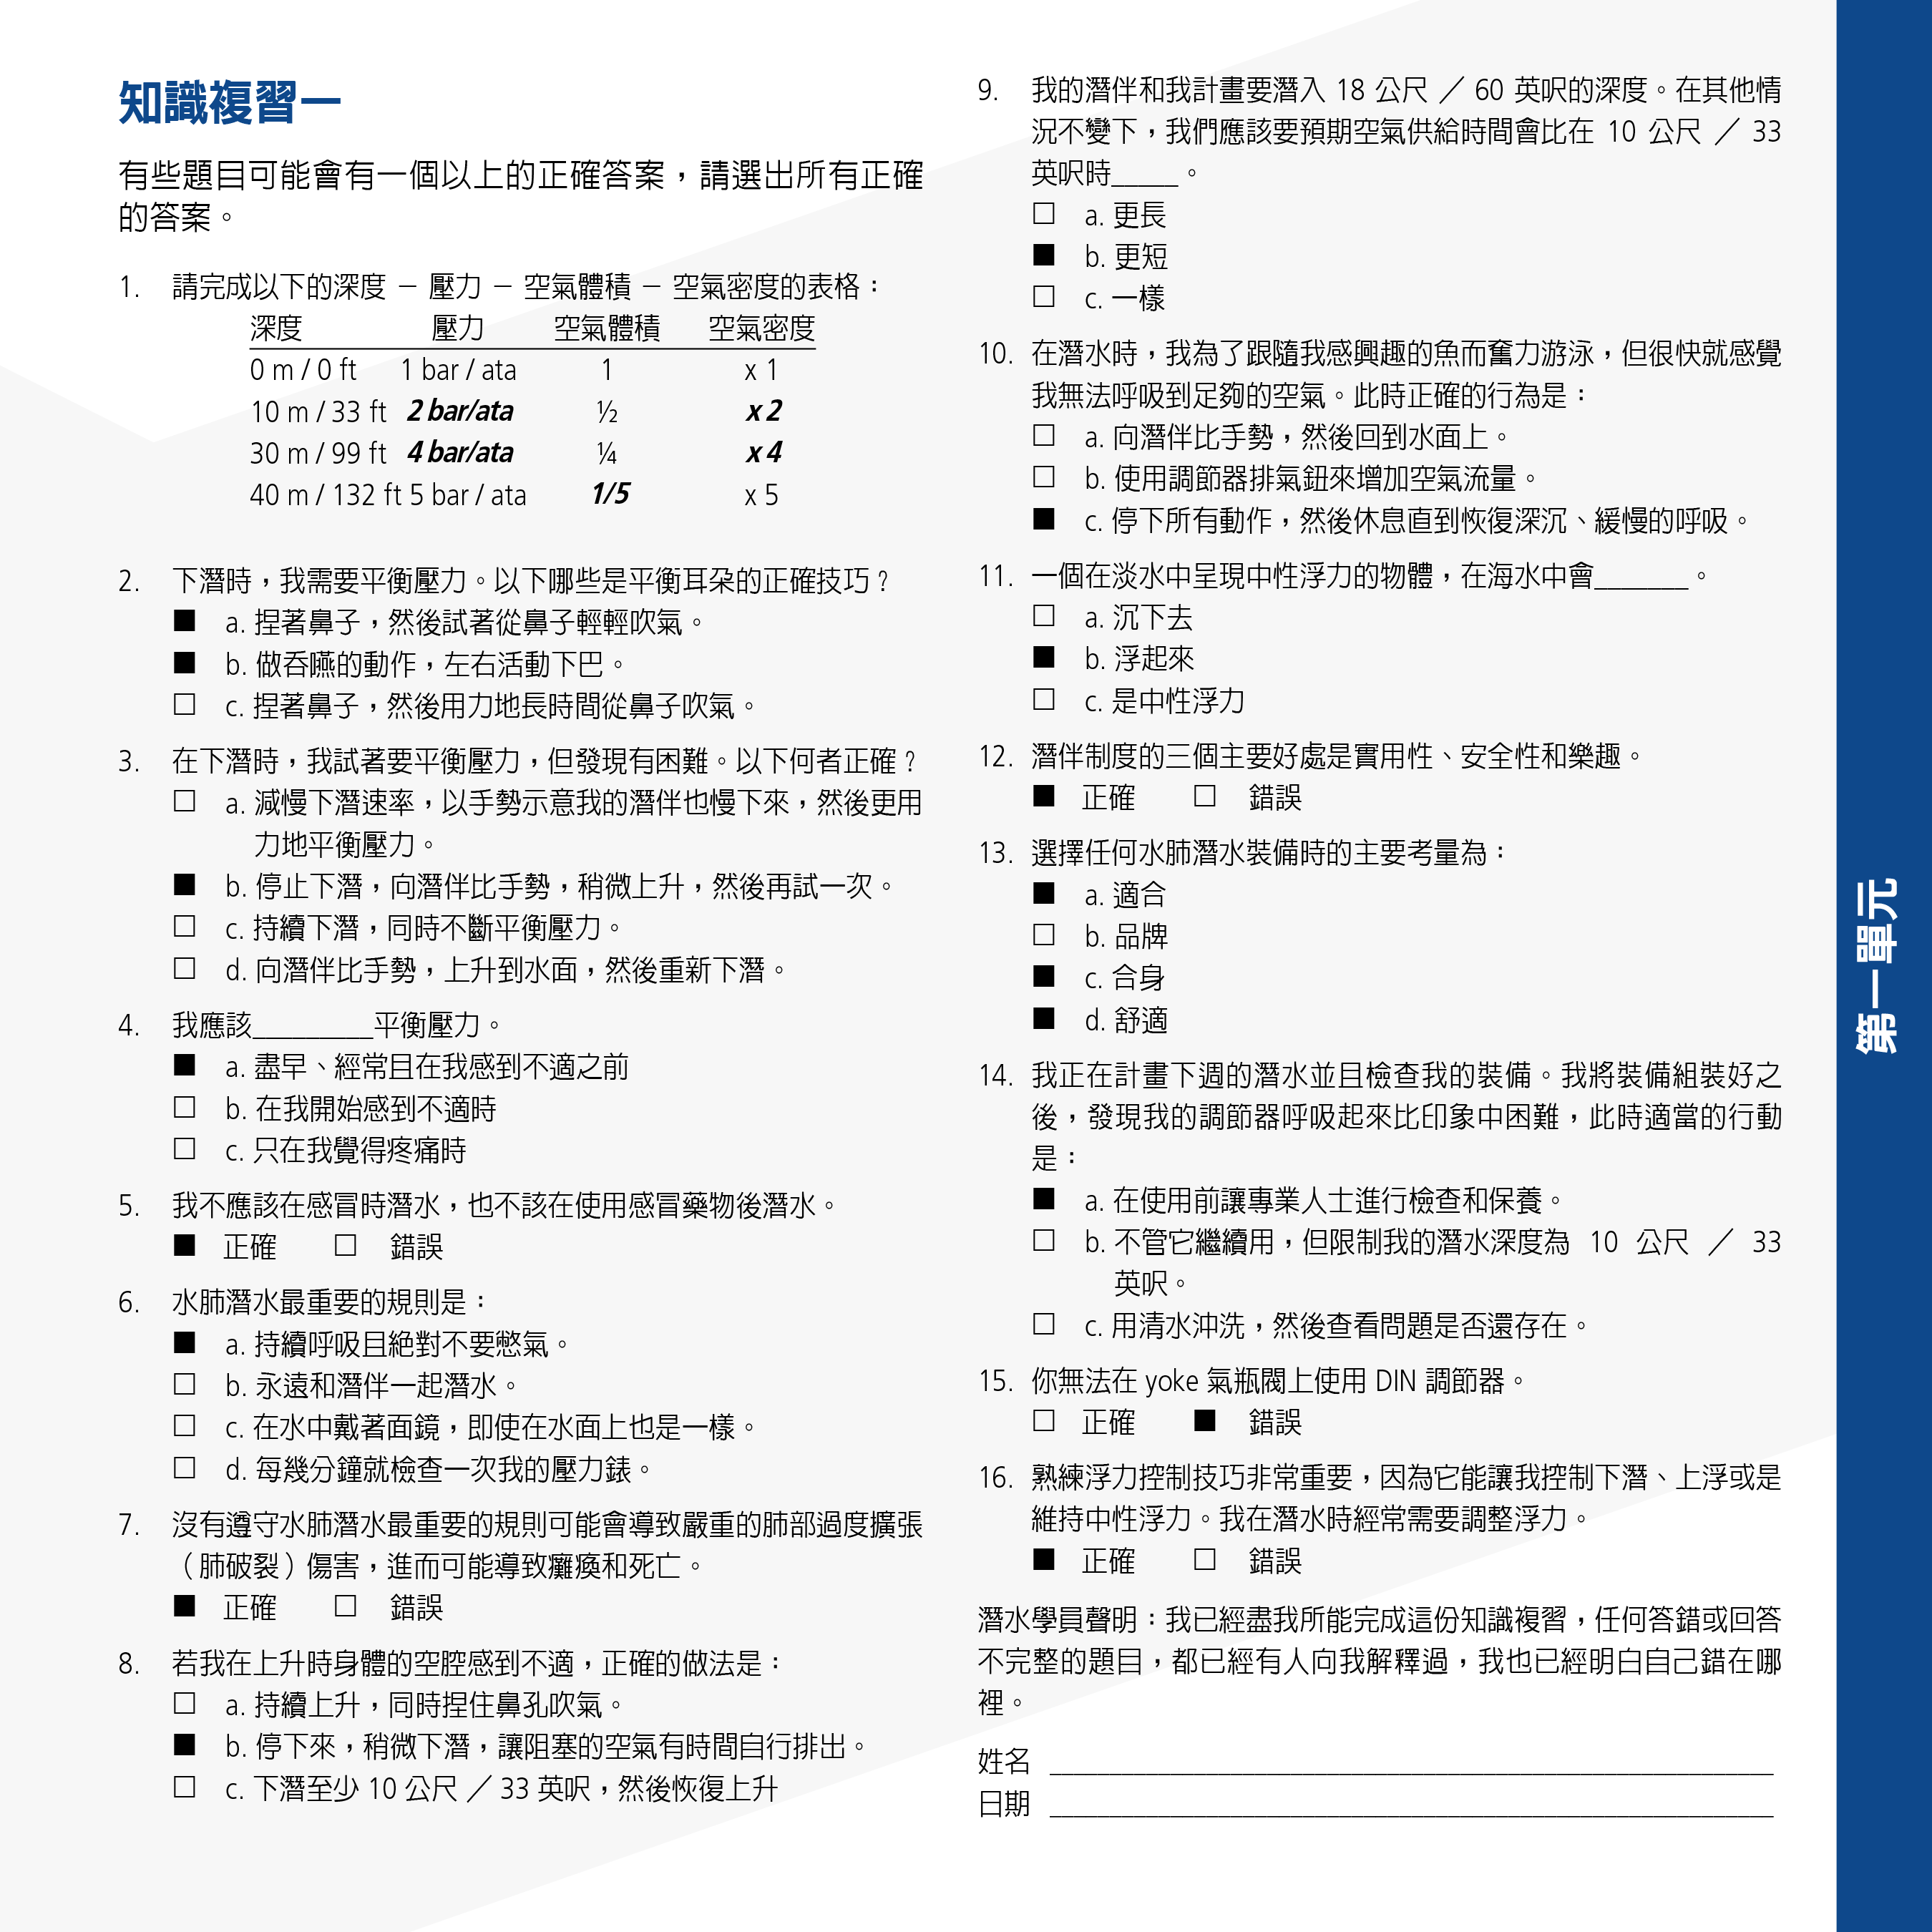 知識複習一
有些題目可能會有一個以上的正確答案，請選出所有正確
的答案。
1. 請完成以下的深度 － 壓力 － 空氣體積 － 空氣密度的表格：
深度 壓力 空氣體積 空氣密度
0 m / 0 ft 1 bar / ata 1 x 1
10 m / 33 ft 2 bar/ata ½ x 2
30 m / 99 ft 4 bar/ata ¼ x 4
40 m / 132 ft 5 bar / ata 1/5 x 5
2. 下潛時，我需要平衡壓力。以下哪些是平衡耳朵的正確技巧？
■ a. 捏著鼻子，然後試著從鼻子輕輕吹氣。
■ b. 做吞嚥的動作，左右活動下巴。
□ c. 捏著鼻子，然後用力地長時間從鼻子吹氣。
3. 在下潛時，我試著要平衡壓力，但發現有困難。以下何者正確？
□ a. 減慢下潛速率，以手勢示意我的潛伴也慢下來，然後更用
力地平衡壓力。
■ b. 停止下潛，向潛伴比手勢，稍微上升，然後再試一次。
□ c. 持續下潛，同時不斷平衡壓力。
□ d. 向潛伴比手勢，上升到水面，然後重新下潛。
4. 我應該_________平衡壓力。
■ a. 盡早、經常且在我感到不適之前
□ b. 在我開始感到不適時
□ c. 只在我覺得疼痛時
5. 我不應該在感冒時潛水，也不該在使用感冒藥物後潛水。
■ 正確 □ 錯誤
6. 水肺潛水最重要的規則是：
■ a. 持續呼吸且絕對不要憋氣。
□ b. 永遠和潛伴一起潛水。
□ c. 在水中戴著面鏡，即使在水面上也是一樣。
□ d. 每幾分鐘就檢查一次我的壓力錶。
7. 沒有遵守水肺潛水最重要的規則可能會導致嚴重的肺部過度擴張
（肺破裂）傷害，進而可能導致癱瘓和死亡。
■ 正確 □ 錯誤
8. 若我在上升時身體的空腔感到不適，正確的做法是：
□ a. 持續上升，同時捏住鼻孔吹氣。
■ b. 停下來，稍微下潛，讓阻塞的空氣有時間自行排出。
□ c. 下潛至少 10 公尺 ／ 33 英呎，然後恢復上升
9. 我的潛伴和我計畫要潛入 18 公尺 ／ 60 英呎的深度。在其他情
況不變下，我們應該要預期空氣供給時間會比在 10 公尺 ／ 33
英呎時_____。
□ a. 更長
■ b. 更短
□ c. 一樣
10. 在潛水時，我為了跟隨我感興趣的魚而奮力游泳，但很快就感覺
我無法呼吸到足夠的空氣。此時正確的行為是：
□ a. 向潛伴比手勢，然後回到水面上。
□ b. 使用調節器排氣鈕來增加空氣流量。
■ c. 停下所有動作，然後休息直到恢復深沉、緩慢的呼吸。
11. 一個在淡水中呈現中性浮力的物體，在海水中會_______。
□ a. 沉下去
■ b. 浮起來
□ c. 是中性浮力
12. 潛伴制度的三個主要好處是實用性、安全性和樂趣。
■ 正確 □ 錯誤
13. 選擇任何水肺潛水裝備時的主要考量為：
■ a. 適合
□ b. 品牌
■ c. 合身
■ d. 舒適
14. 我正在計畫下週的潛水並且檢查我的裝備。我將裝備組裝好之
後，發現我的調節器呼吸起來比印象中困難，此時適當的行動
是：
■ a. 在使用前讓專業人士進行檢查和保養。
□ b. 不管它繼續用，但限制我的潛水深度為 10 公尺 ／ 33
英呎。
□ c. 用清水沖洗，然後查看問題是否還存在。
15. 你無法在 yoke 氣瓶閥上使用 DIN 調節器。
□ 正確 ■ 錯誤
16. 熟練浮力控制技巧非常重要，因為它能讓我控制下潛、上浮或是
維持中性浮力。我在潛水時經常需要調整浮力。
■ 正確 □ 錯誤
潛水學員聲明：我已經盡我所能完成這份知識複習，任何答錯或回答
不完整的題目，都已經有人向我解釋過，我也已經明白自己錯在哪
裡。
姓名 ______________________________________________________
日期 ______________________________________________________
第一單元